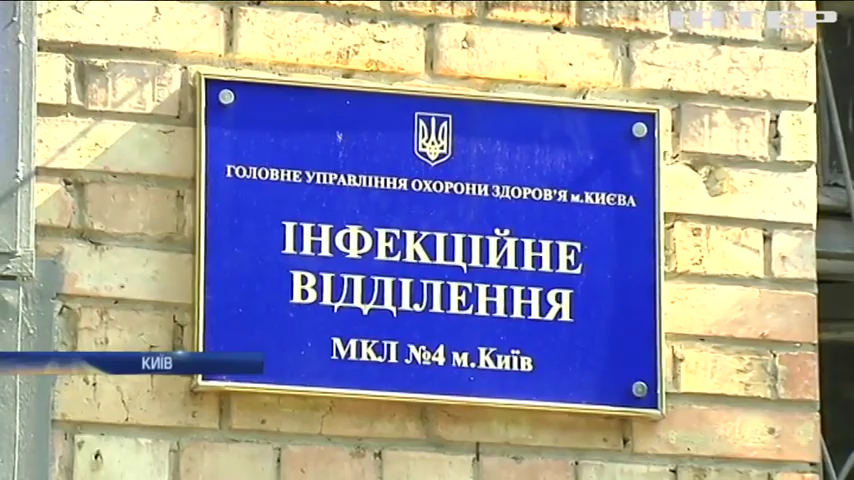 ІНТЕР
ГОЛОВНЕ УПРАВЛІННЯ ОХОРОНИ ЗДОРОВ'Я м.КИЄВА
ІНФЕКЦІЙНЕ
ВІДДІЛЕННЯ
МКЛ №4 м.Київ
КИЇВ